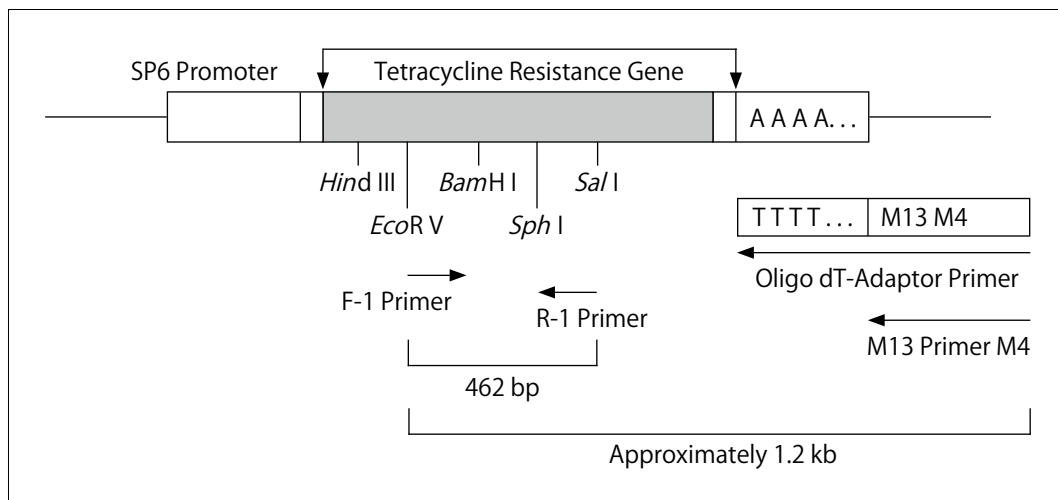 SP6 Promoter
Tetracycline Resistance Gene
A A A A. . .
Hind III
BamH I
Sal I
EcoR V
Sph I
T T T T . . .
M13 M4
Oligo dT-Adaptor Primer
F-1 Primer
R-1 Primer
M13 Primer M4
462 bp
Approximately 1.2 kb